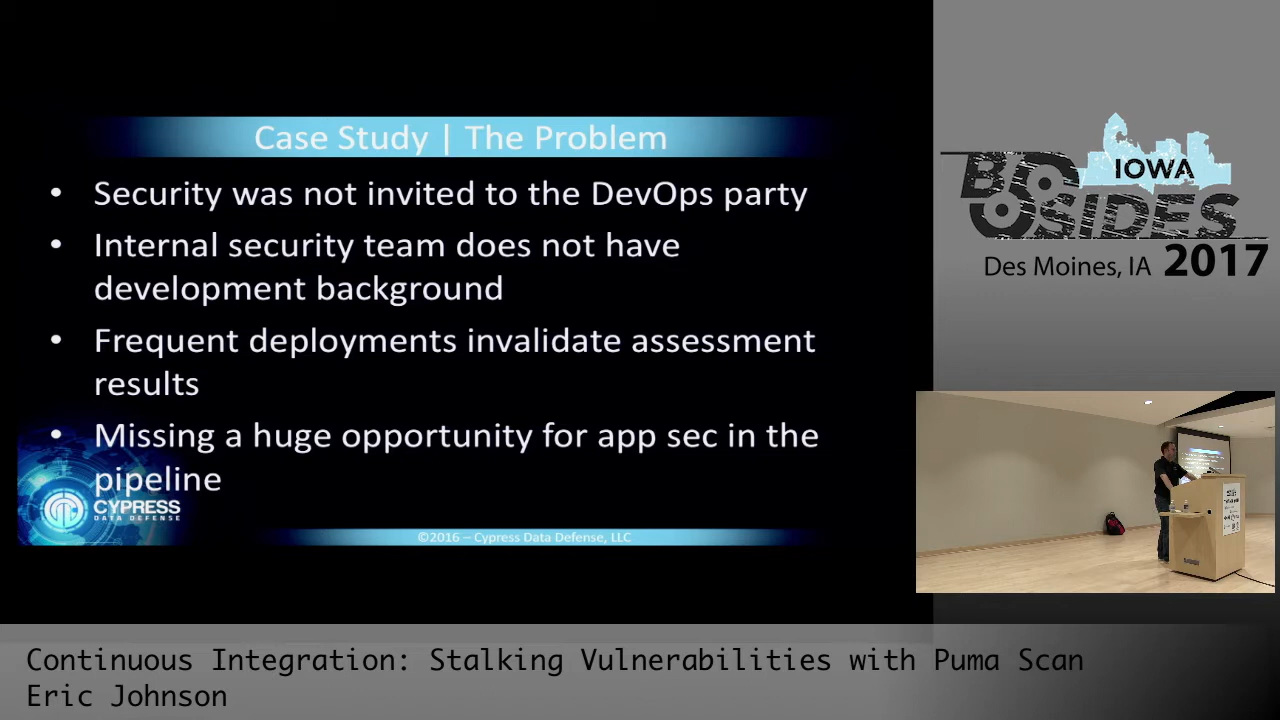 Case Study | The Problem
• Security was not invited to the DevOps party
• Internal security team does not have
development background
• Frequent deployments invalidate assessment
results
• Missing a huge opportunity for app sec in the
pipeline
CYPRESS
DATA DEFENSE
©2016 – Cypress Data Defense, LLC
IOWA
BSIDES
Des Moines, IA 2017
Continuous Integration: Stalking Vulnerabilities with Puma Scan
Eric Johnson